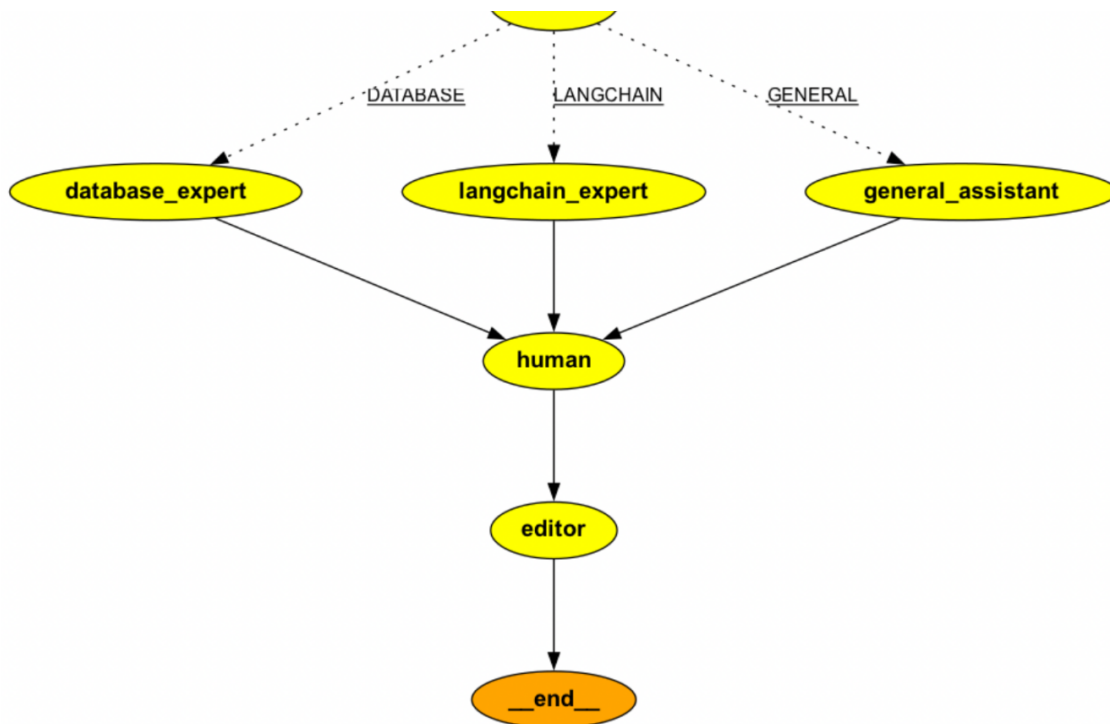 DATABASE
LANGCHAIN
GENERAL
database_expert
langchain_expert
general_assistant
human
editor
__end__